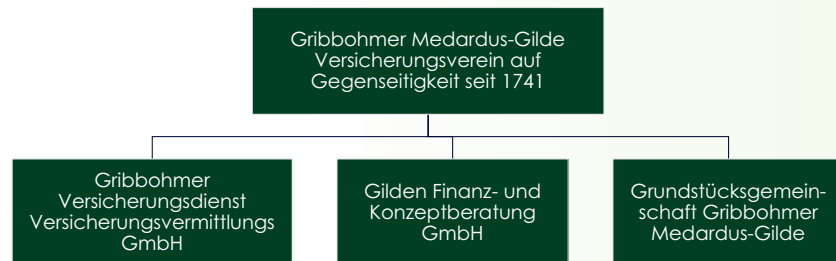 Gribbohmer Medardus-Gilde
Versicherungsverein auf
Gegenseitigkeit seit 1741
Gribbohmer
Versicherungsdienst
Versicherungsvermittlungs
GmbH
Gilden Finanz- und
Konzeptberatung
GmbH
Grundstücksgemein-
schaft Gribbohmer
Medardus-Gilde